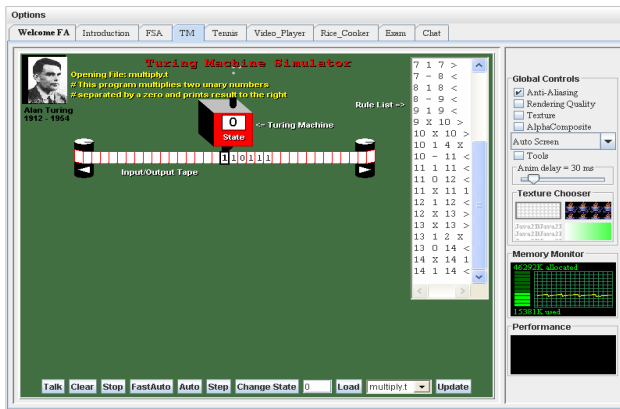 Options
Welcome FA Introduction FSA TM Tennis Video_Player Rice_Cooker Exam Chat
Turing Machine Simulator
Opening File: multiply.t
# This program multiplies two unary numbers
# separated by a zero and prints result to the right
Alan Turing
1912 - 1954
0
State
<- Turing Machine
Rule List ->
1 1 0 1 1 1
Input/Output Tape
7 1 7 >
7 - 8 <
8 1 8 <
8 - 9 <
9 1 9 <
9 X 10 >
10 X 10 >
10 1 4 X
10 - 11 <
11 1 11 <
11 0 12 <
11 X 11 1
12 1 12 <
12 X 13 >
13 X 13 >
13 1 2 X
13 0 14 <
14 X 14 1
14 1 14 <
Talk Clear Stop FastAuto Auto Step Change State 0 Load multiply.t Update
Global Controls
Anti-Aliasing
Rendering Quality
Texture
AlphaComposite
Auto Screen
Tools
Anim delay = 30 ms
Texture Chooser
Java2D Java2D
Java2D Java2D
Memory Monitor
46292K allocated
15381K used
Performance